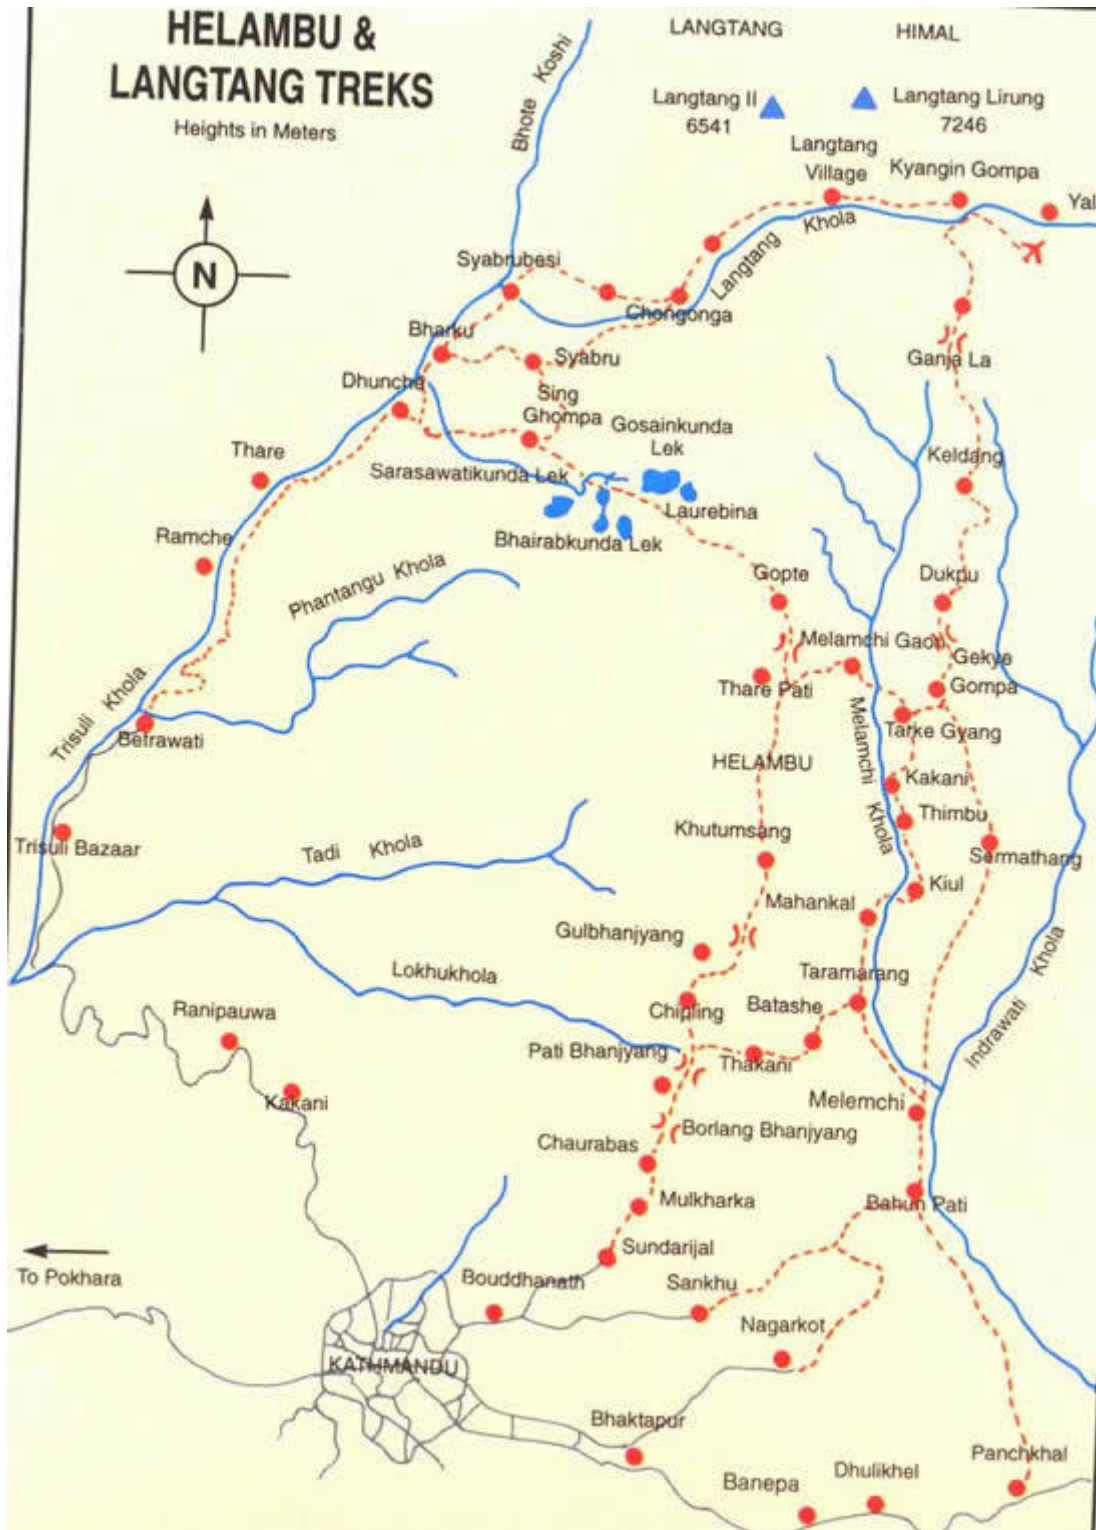 HELAMBU &
LANGTANG TREKS
Heights in Meters
LANGTANG HIMAL
Langtang II
6541
Langtang Lirung
7246
Bhote Koshi
Langtang
Village
Kyangin Gompa
Yal
N
Syabrubesi
Langtang Khola
Chongonga
Bharku
Syabru
Ganja La
Dhunche
Sing
Ghompa
Gosainkunda
Lek
Thare
Sarasawatikunda Lek
Keldang
Laurebina
Ramche
Bhairabkunda Lek
Phantangu Khola
Gopte
Dukpu
Melamchi Gaon
Gekye
Gompa
Thare Pati
Trisuli Khola
Betrawati
Melamchi Khola
Tarke Gyang
HELAMBU
Kakani
Thimbu
Trisuli Bazaar
Tadi Khola
Khutumsang
Sermathang
Kiul
Mahankal
Gulbhanjyang
Lokhukhola
Taramarang
Indrawati Khola
Ranipauwa
Chipling
Batashe
Pati Bhanjyang
Thakani
Kakani
Melemchi
Borlang Bhanjyang
Chaurabas
Mulkharka
Bahun Pati
Sundarijal
To Pokhara
Bouddhanath
Sankhu
Nagarkot
KATHMANDU
Bhaktapur
Panchkhal
Dhulikhel
Banepa